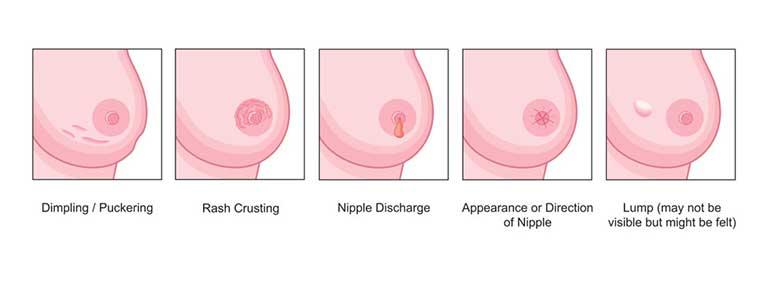 Dimpling / Puckering
Rash Crusting
Nipple Discharge
Appearance or Direction
of Nipple
Lump (may not be
visible but might be felt)